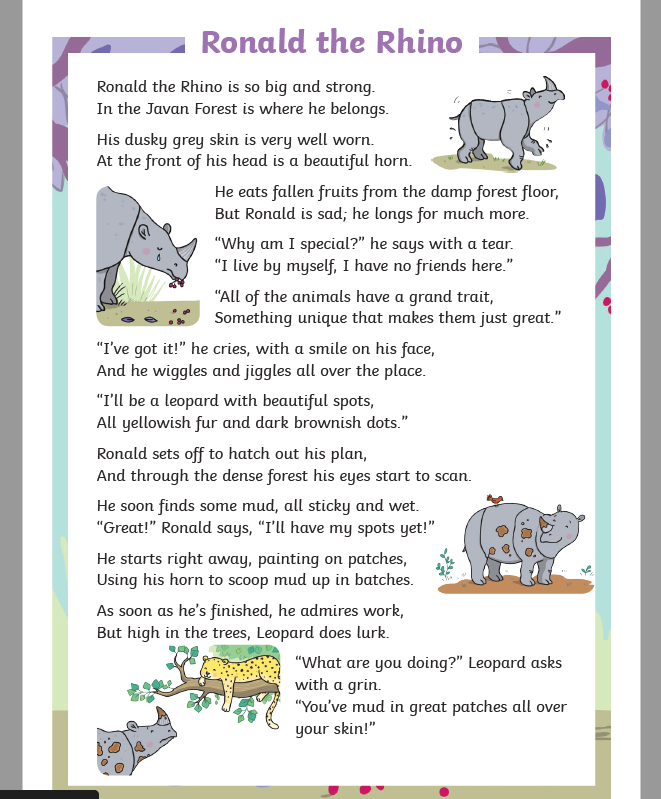 Ronald the Rhino
Ronald the Rhino is so big and strong.
In the Javan Forest is where he belongs.
His dusky grey skin is very well worn.
At the front of his head is a beautiful horn.
He eats fallen fruits from the damp forest floor,
But Ronald is sad; he longs for much more.
“Why am I special?” he says with a tear.
“I live by myself, I have no friends here.”
“All of the animals have a grand trait,
Something unique that makes them just great.”
“I’ve got it!” he cries, with a smile on his face,
And he wiggles and jiggles all over the place.
“I’ll be a leopard with beautiful spots,
All yellowish fur and dark brownish dots.”
Ronald sets off to hatch out his plan,
And through the dense forest his eyes start to scan.
He soon finds some mud, all sticky and wet.
“Great!” Ronald says, “I’ll have my spots yet!”
He starts right away, painting on patches,
Using his horn to scoop mud up in batches.
As soon as he’s finished, he admires work,
But high in the trees, Leopard does lurk.
“What are you doing?” Leopard asks
with a grin.
“You’ve mud in great patches all over
your skin!”